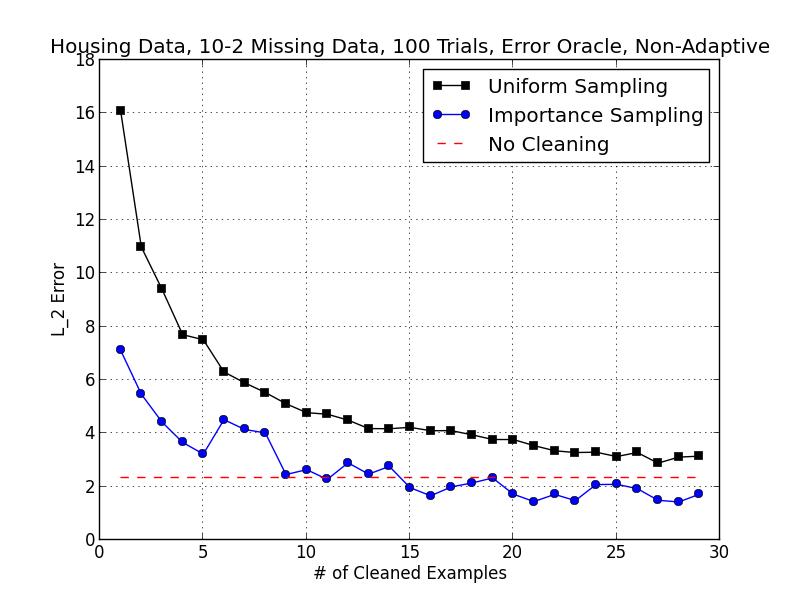 Housing Data, 10-2 Missing Data, 100 Trials, Error Oracle, Non-Adaptive
18
16
14
12
10
8
6
4
2
0
L_2 Error
Uniform Sampling
Importance Sampling
No Cleaning
0 5 10 15 20 25 30
# of Cleaned Examples